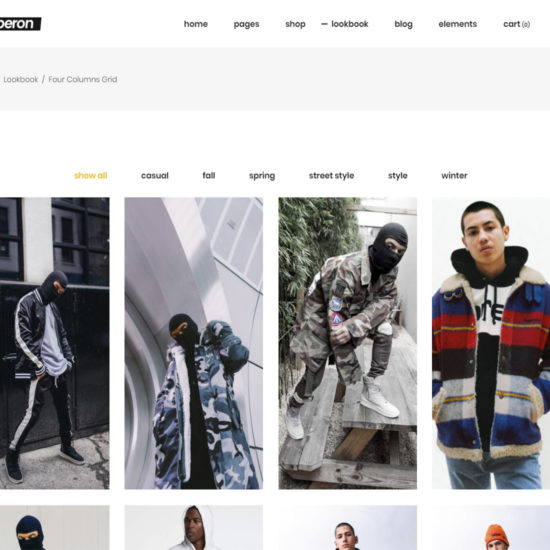 peron
home pages shop lookbook blog elements cart (0)
Lookbook / Four Columns Grid
show all casual fall spring street style style winter